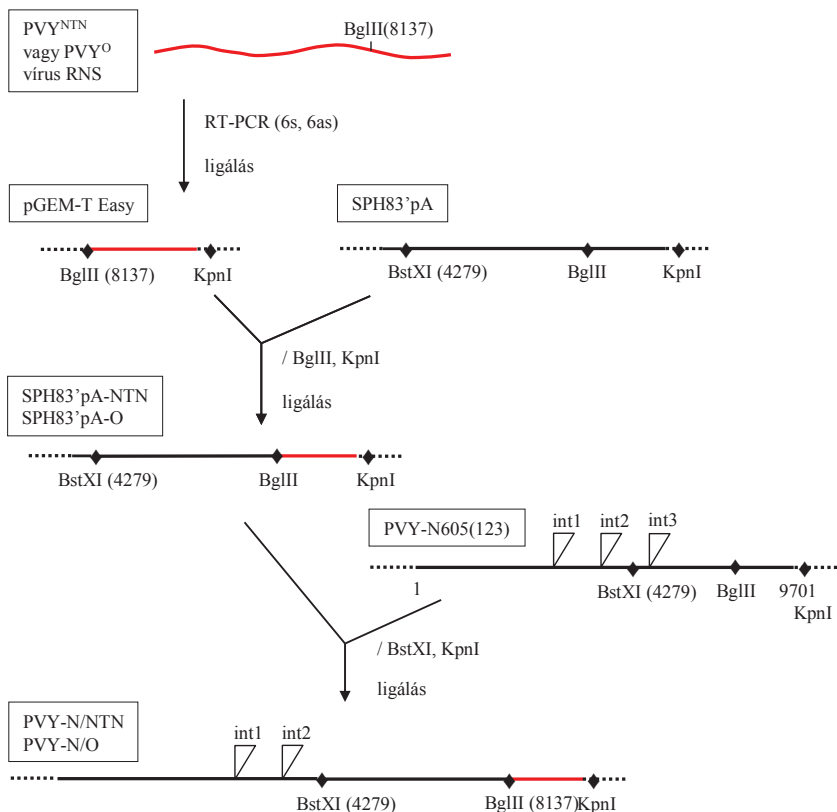 PVYNTN
vagy PVYO
vírus RNS
BglII(8137)
RT-PCR (6s, 6as)
ligálás
pGEM-T Easy
SPH83’pA
BglII (8137)
KpnI
BstXI (4279)
BglII
KpnI
/ BglII, KpnI
ligálás
SPH83’pA-NTN
SPH83’pA-O
BstXI (4279)
BglII
KpnI
PVY-N605(123)
int1
int2
int3
1
BstXI (4279)
BglII
9701
KpnI
/ BstXI, KpnI
ligálás
PVY-N/NTN
PVY-N/O
int1
int2
BstXI (4279)
BglII (8137)
KpnI